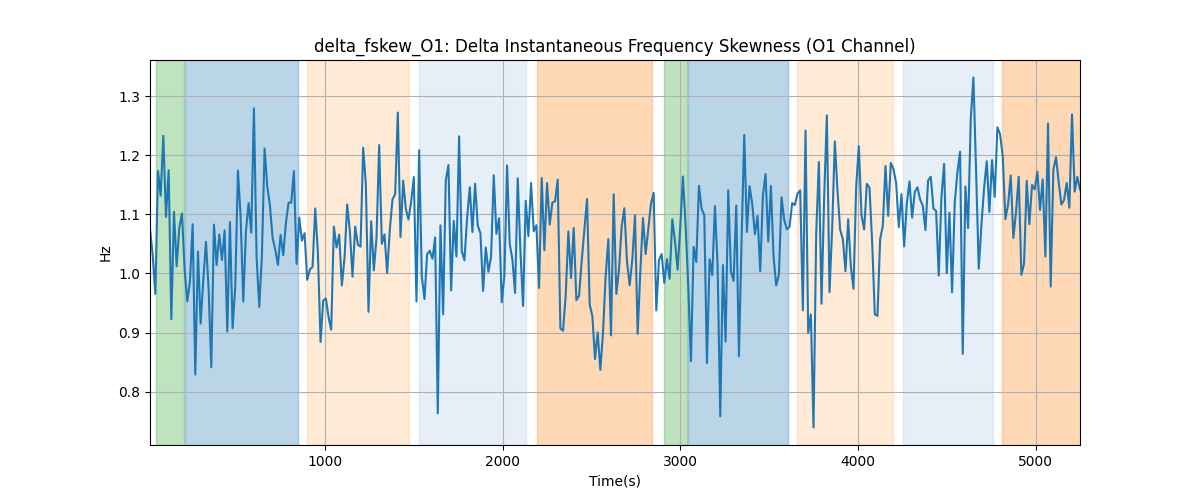 delta_fskew_O1: Delta Instantaneous Frequency Skewness (O1 Channel)
Hz
1.3
1.2
1.1
1.0
0.9
0.8
1000 2000 3000 4000 5000
Time(s)